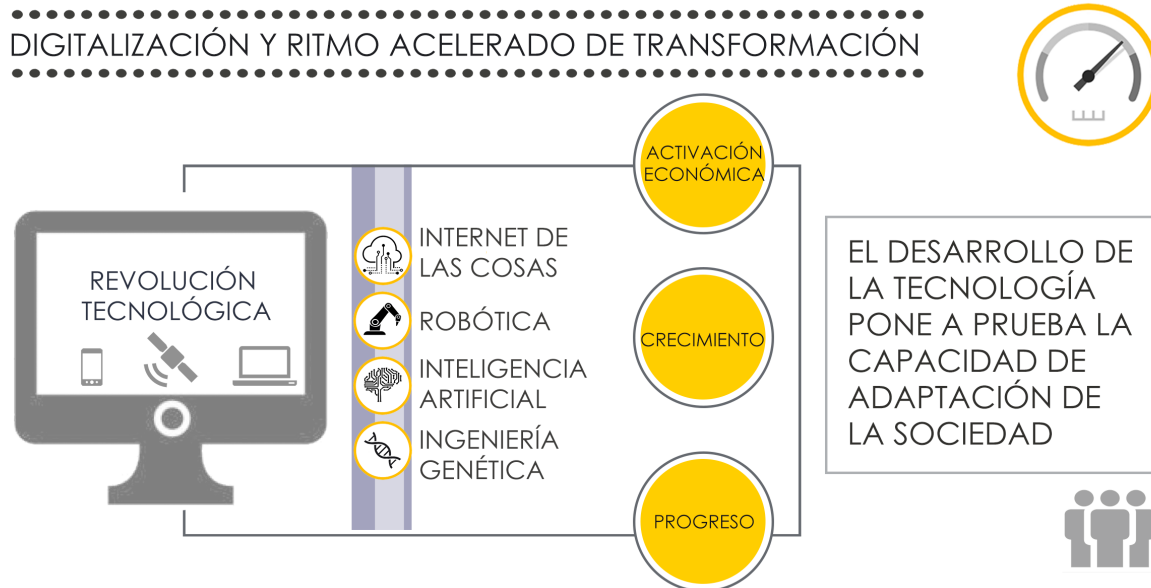 DIGITALIZACIÓN Y RITMO ACELERADO DE TRANSFORMACIÓN
REVOLUCIÓN
TECNOLÓGICA
INTERNET DE
LAS COSAS
ROBÓTICA
INTELIGENCIA
ARTIFICIAL
INGENIERÍA
GENÉTICA
ACTIVACIÓN
ECONÓMICA
CRECIMIENTO
PROGRESO
EL DESARROLLO DE
LA TECNOLOGÍA
PONE A PRUEBA LA
CAPACIDAD DE
ADAPTACIÓN DE
LA SOCIEDAD